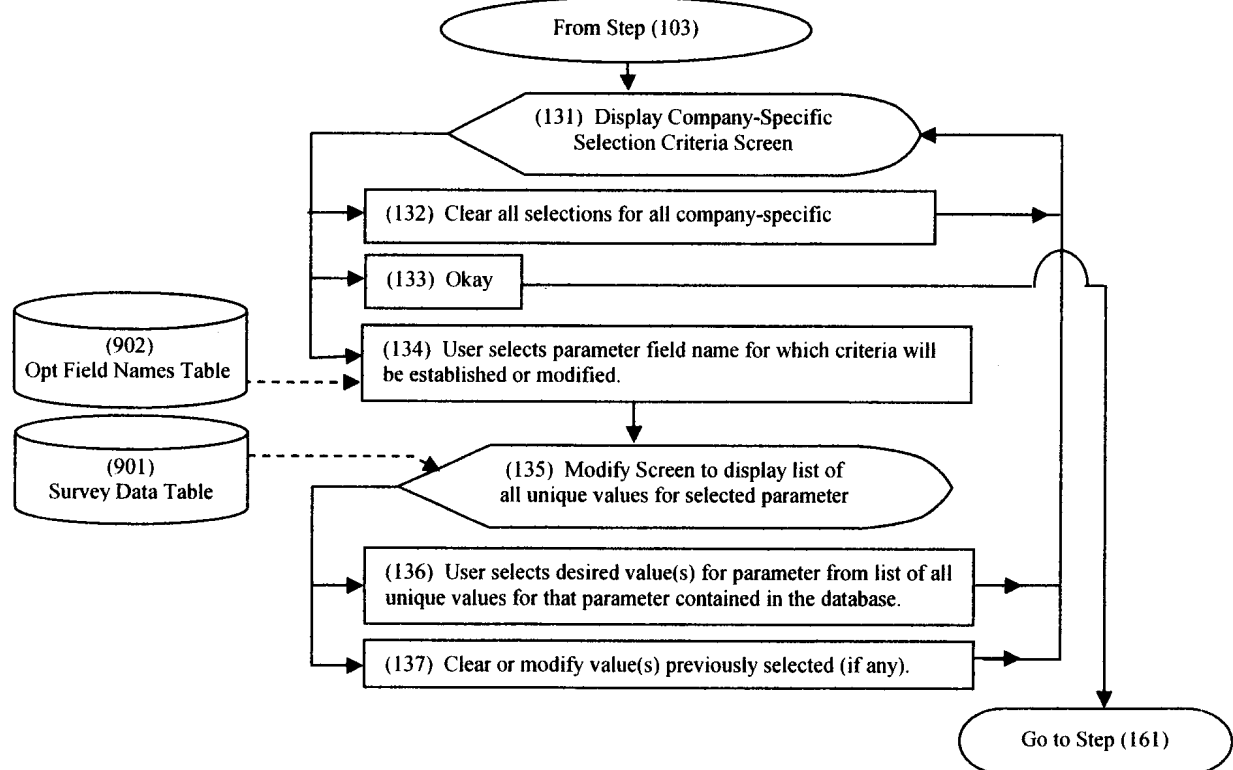 From Step (103)
(131) Display Company-Specific
Selection Criteria Screen
(132) Clear all selections for all company-specific
(133) Okay
(902)
Opt Field Names Table
(134) User selects parameter field name for which criteria will
be established or modified.
(901)
Survey Data Table
(135) Modify Screen to display list of
all unique values for selected parameter
(136) User selects desired value(s) for parameter from list of all
unique values for that parameter contained in the database.
(137) Clear or modify value(s) previously selected (if any).
Go to Step (161)